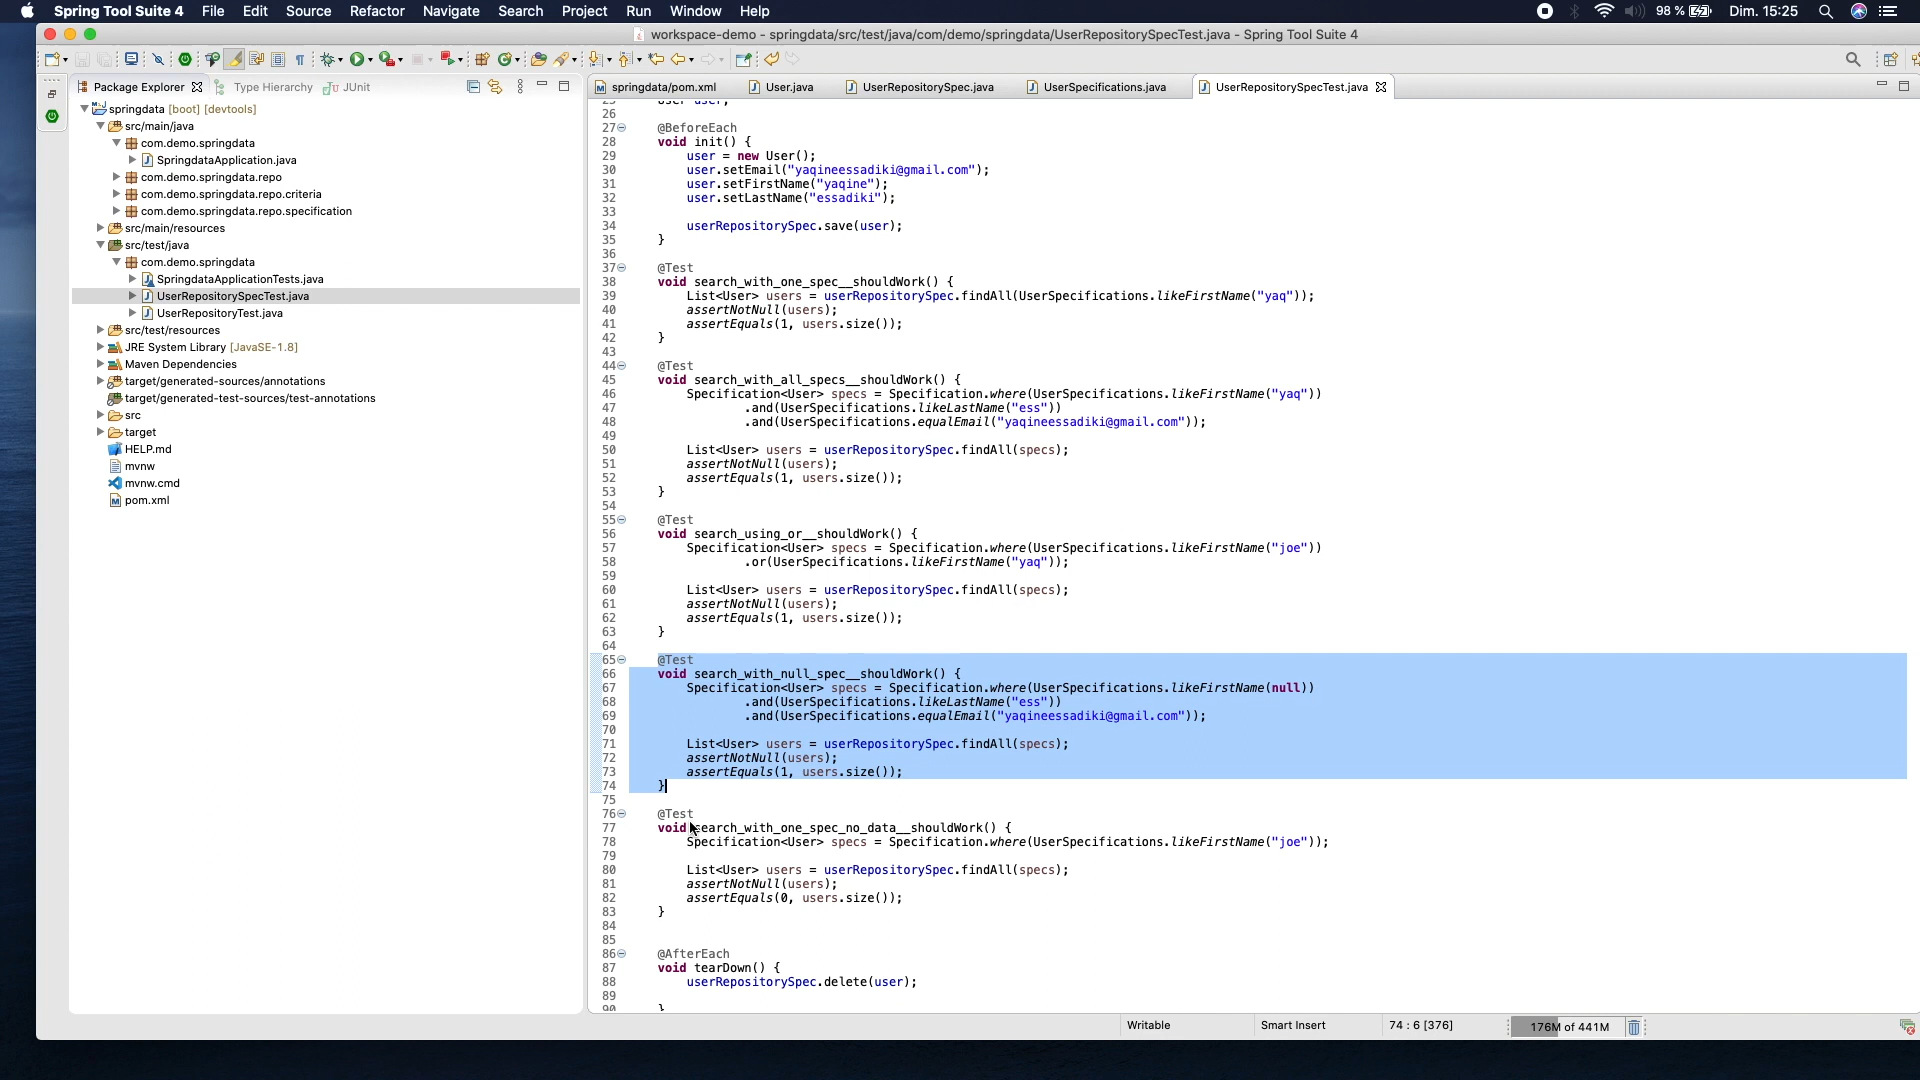 Spring Tool Suite 4 File Edit Source Refactor Navigate Search Project Run Window Help 98 % Dim. 15:25
workspace-demo - springdata/src/test/java/com/demo/springdata/UserRepositorySpecTest.java - Spring Tool Suite 4
Package Explorer Type Hierarchy JUnit
springdata [boot] [devtools]
src/main/java
com.demo.springdata
SpringdataApplication.java
com.demo.springdata.repo
com.demo.springdata.repo.criteria
com.demo.springdata.repo.specification
src/main/resources
src/test/java
com.demo.springdata
SpringdataApplicationTests.java
UserRepositorySpecTest.java
UserRepositoryTest.java
src/test/resources
JRE System Library [JavaSE-1.8]
Maven Dependencies
target/generated-sources/annotations
target/generated-test-sources/test-annotations
src
target
HELP.md
mvnw
mvnw.cmd
pom.xml
springdata/pom.xml User.java UserRepositorySpec.java UserSpecifications.java UserRepositorySpecTest.java
25 User user;
26
27 @BeforeEach
28 void init() {
29 user = new User();
30 user.setEmail("yaqineessadiki@gmail.com");
31 user.setFirstName("yaqine");
32 user.setLastName("essadiki");
33
34 userRepositorySpec.save(user);
35 }
36
37 @Test
38 void search_with_one_spec__shouldWork() {
39 List<User> users = userRepositorySpec.findAll(UserSpecifications.likeFirstName("yaq"));
40 assertNotNull(users);
41 assertEquals(1, users.size());
42 }
43
44 @Test
45 void search_with_all_specs__shouldWork() {
46 Specification<User> specs = Specification.where(UserSpecifications.likeFirstName("yaq"))
47 .and(UserSpecifications.likeLastName("ess"))
48 .and(UserSpecifications.equalEmail("yaqineessadiki@gmail.com"));
49
50 List<User> users = userRepositorySpec.findAll(specs);
51 assertNotNull(users);
52 assertEquals(1, users.size());
53 }
54
55 @Test
56 void search_using_or__shouldWork() {
57 Specification<User> specs = Specification.where(UserSpecifications.likeFirstName("joe"))
58 .or(UserSpecifications.likeFirstName("yaq"));
59
60 List<User> users = userRepositorySpec.findAll(specs);
61 assertNotNull(users);
62 assertEquals(1, users.size());
63 }
64
65 @Test
66 void search_with_null_spec__shouldWork() {
67 Specification<User> specs = Specification.where(UserSpecifications.likeFirstName(null))
68 .and(UserSpecifications.likeLastName("ess"))
69 .and(UserSpecifications.equalEmail("yaqineessadiki@gmail.com"));
70
71 List<User> users = userRepositorySpec.findAll(specs);
72 assertNotNull(users);
73 assertEquals(1, users.size());
74 }
75
76 @Test
77 void search_with_one_spec_no_data__shouldWork() {
78 Specification<User> specs = Specification.where(UserSpecifications.likeFirstName("joe"));
79
80 List<User> users = userRepositorySpec.findAll(specs);
81 assertNotNull(users);
82 assertEquals(0, users.size());
83 }
84
85
86 @AfterEach
87 void tearDown() {
88 userRepositorySpec.delete(user);
89
90 }
Writable Smart Insert 74 : 6 [376] 176M of 441M